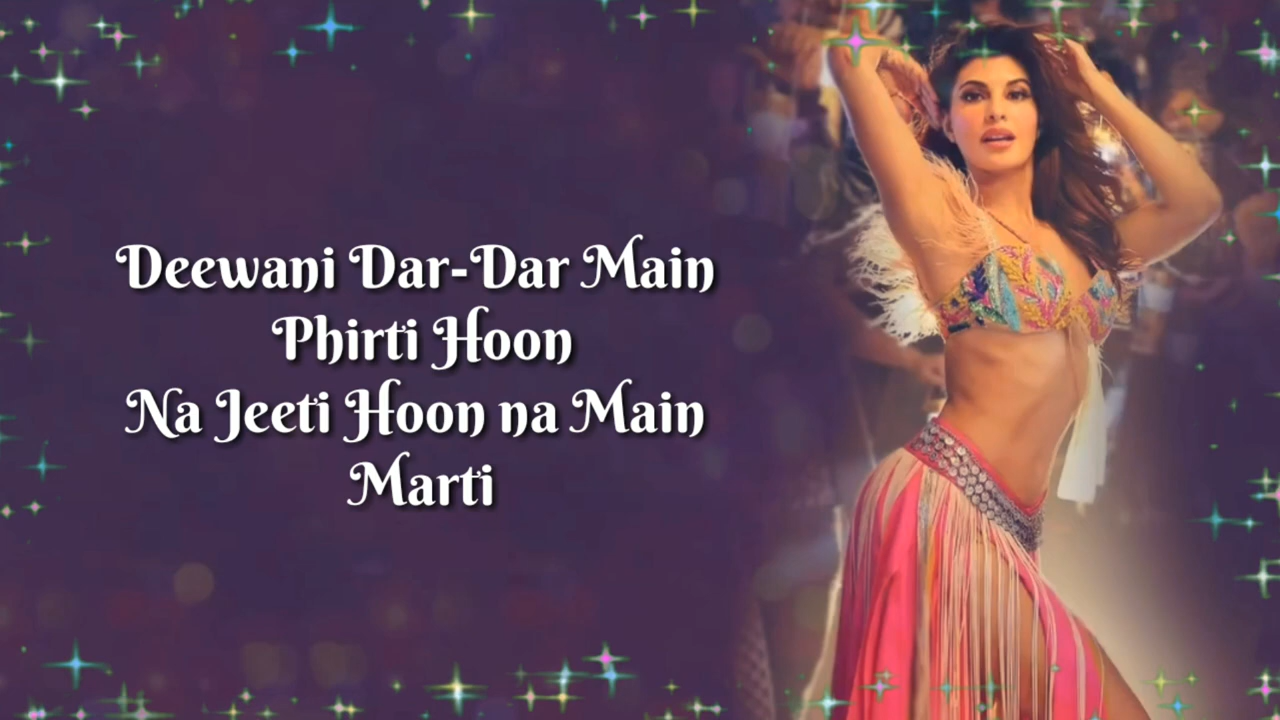 Deewani Dar-Dar Main
Phirti Hoon
Na Jeeti Hoon na Main
Marti